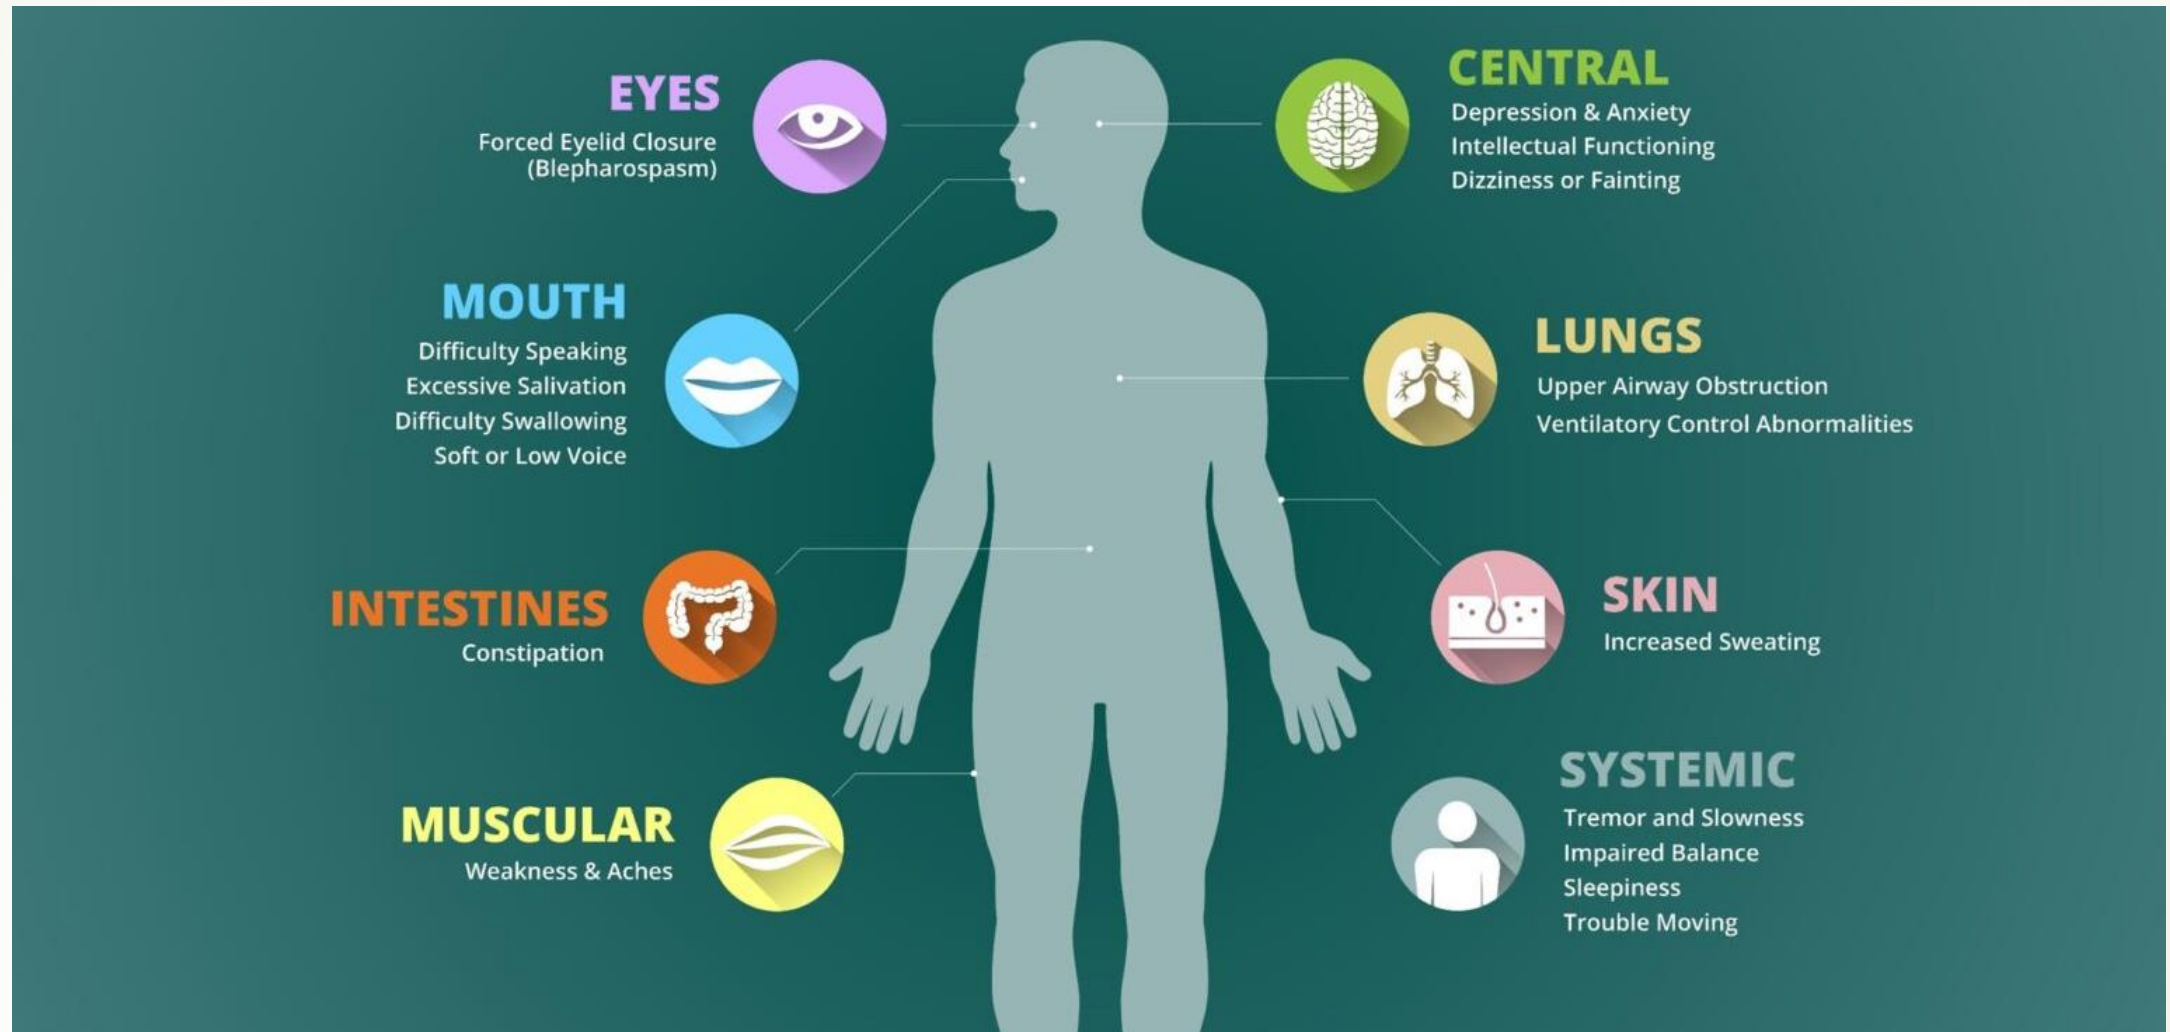 EYES
Forced Eyelid Closure
(Blepharospasm)
MOUTH
Difficulty Speaking
Excessive Salivation
Difficulty Swallowing
Soft or Low Voice
INTESTINES
Constipation
MUSCULAR
Weakness & Aches
CENTRAL
Depression & Anxiety
Intellectual Functioning
Dizziness or Fainting
LUNGS
Upper Airway Obstruction
Ventilatory Control Abnormalities
SKIN
Increased Sweating
SYSTEMIC
Tremor and Slowness
Impaired Balance
Sleepiness
Trouble Moving